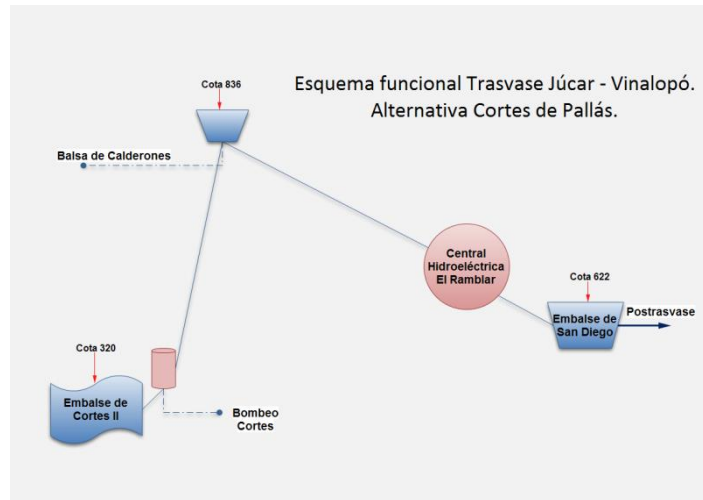 Esquema funcional Trasvase Júcar - Vinalopó.
Alternativa Cortes de Pallás.
Cota 836
Balsa de Calderones
Central
Hidroeléctrica
El Ramblar
Cota 622
Embalse de
San Diego
Postrasvase
Cota 320
Embalse de
Cortes II
Bombeo
Cortes